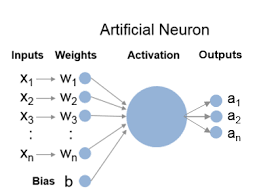 Artificial Neuron
Inputs Weights Activation Outputs
x1 w1 a1
x2 w2 a2
x3 w3 an
: :
xn wn
Bias b